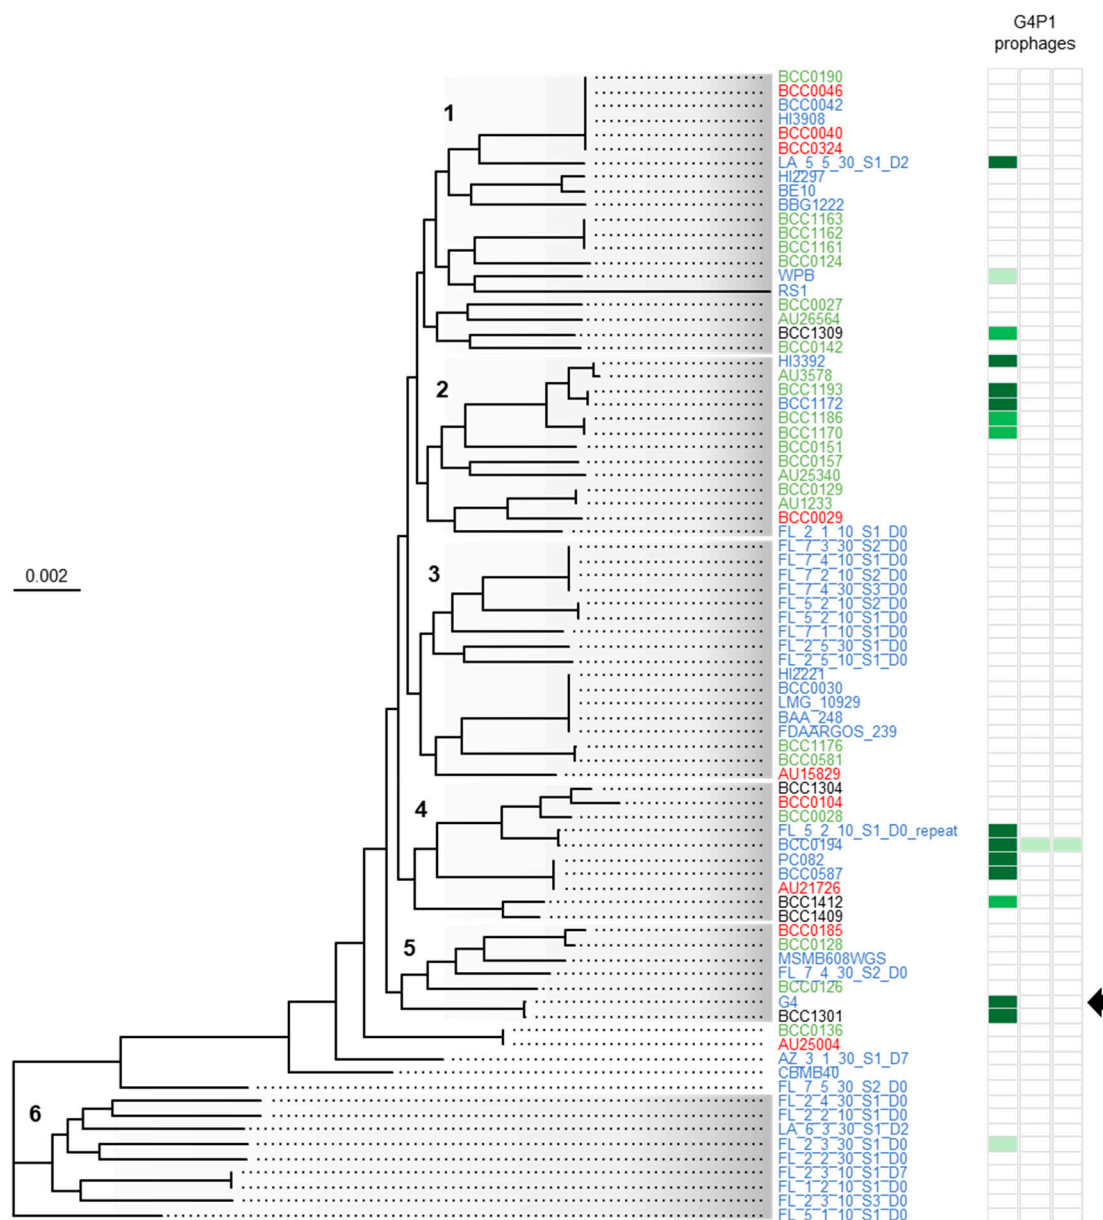 G4P1
prophages
BCC0190
BCC0046
1
BCC0042
HI3908
BCC0040
BCC0324
LA_5_5_30_S1_D2
HI2297
BE10
BBG1222
BCC1163
BCC1162
BCC1161
BCC0124
WPB
RS1
BCC0027
AU26564
BCC1309
BCC0142
HI3392
AU3578
2
BCC1193
BCC1172
BCC1186
BCC1170
BCC0151
BCC0157
AU25340
BCC0129
AU1233
BCC0029
FL_2_1_10_S1_D0
FL_7_3_30_S2_D0
FL_7_4_10_S1_D0
0.002
3
FL_7_2_10_S2_D0
FL_7_4_30_S3_D0
FL_5_2_10_S2_D0
FL_5_2_10_S1_D0
FL_7_1_10_S1_D0
FL_2_5_30_S1_D0
FL_2_5_10_S1_D0
HI2221
BCC0030
LMG_10929
BAA_248
FDAARGOS_239
BCC1176
BCC0581
AU15829
BCC1304
BCC0104
4
BCC0028
FL_5_2_10_S1_D0_repeat
BCC0194
PC082
BCC0587
AU21726
BCC1412
BCC1409
BCC0185
5
BCC0128
MSMB608WGS
FL_7_4_30_S2_D0
BCC0126
G4
BCC1301
BCC0136
AU25004
AZ_3_1_30_S1_D7
CBMB40
FL_7_5_30_S2_D0
FL_2_4_30_S1_D0
6
FL_2_2_10_S1_D0
LA_6_3_30_S1_D2
FL_2_3_30_S1_D0
FL_2_2_30_S1_D0
FL_2_3_10_S1_D7
FL_1_2_10_S1_D0
FL_2_3_10_S3_D0
FL_5_1_10_S1_D0